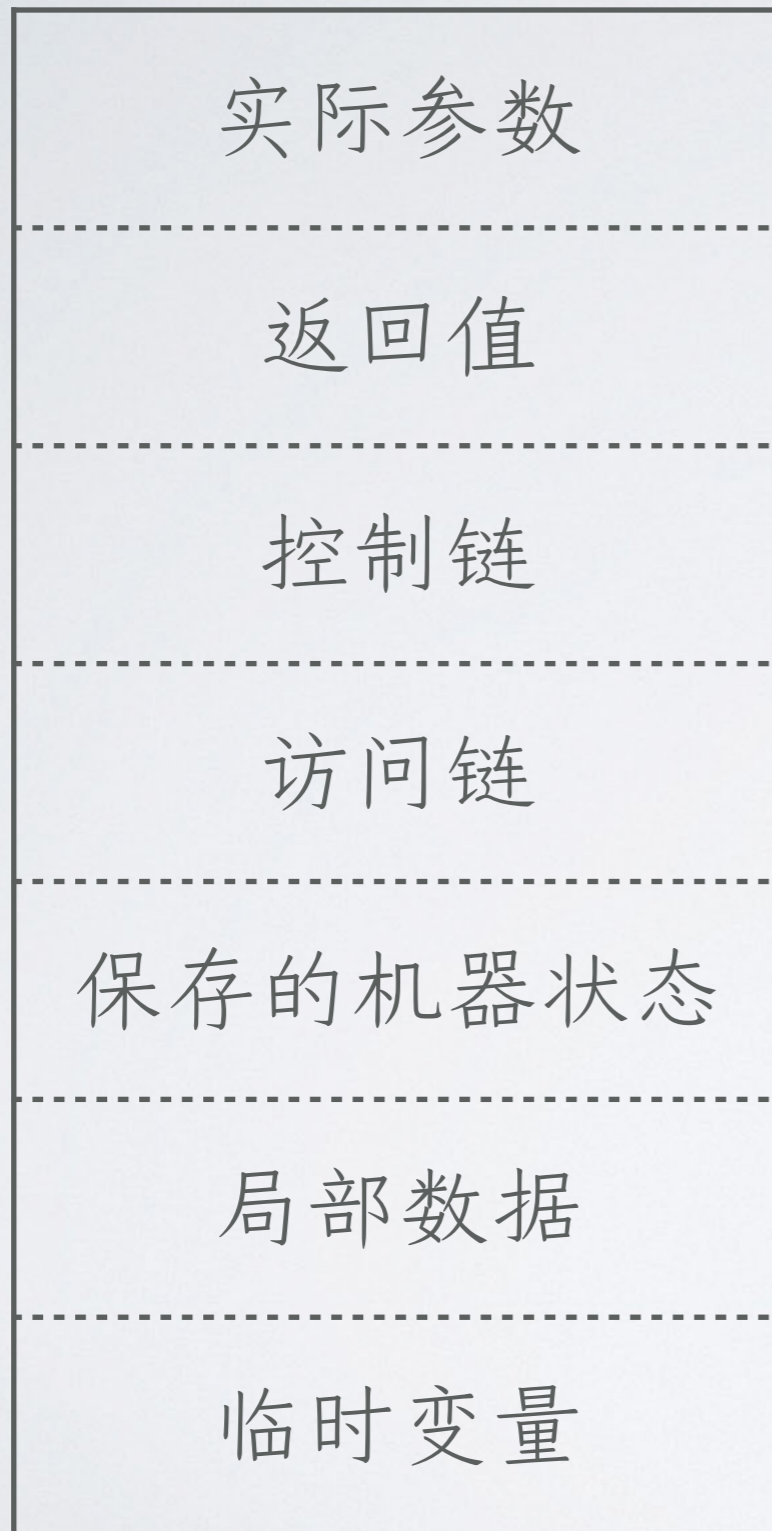 实际参数
返回值
控制链
访问链
保存的机器状态
局部数据
临时变量